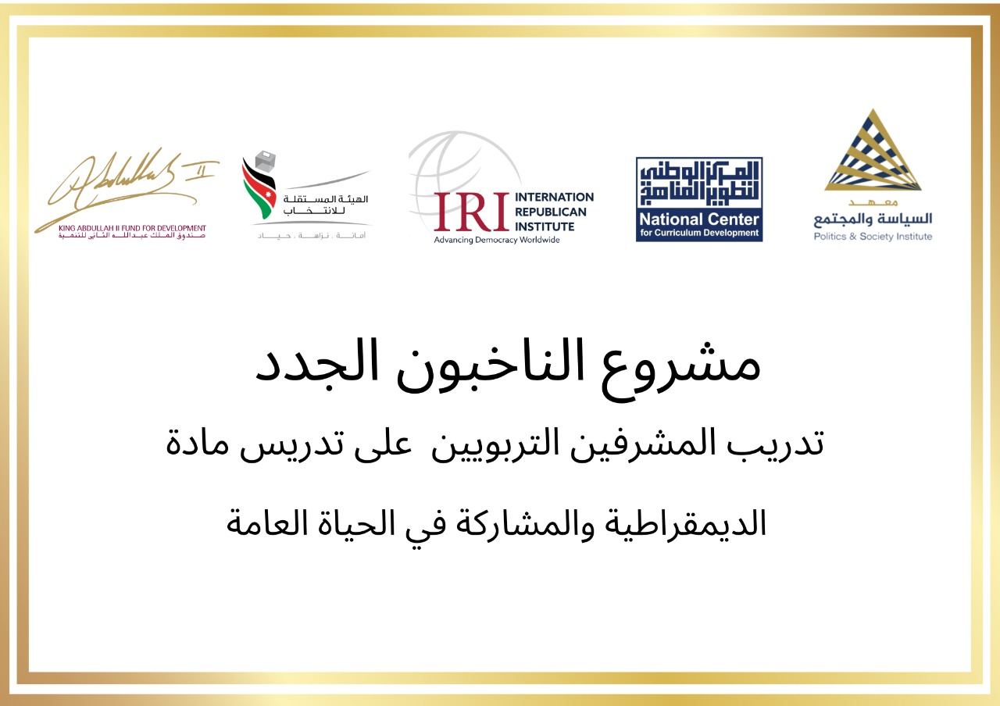 Abdullah II
KING ABDULLAH II FUND FOR DEVELOPMENT
صندوق الملك عبدالله الثاني للتنمية
الهيئة المستقلة
للانتخاب
أمانة . نزاهة . حياد
IRI
INTERNATION
REPUBLICAN
INSTITUTE
Advancing Democracy Worldwide
المركز الوطني
لتطوير المناهج
National Center
for Curriculum Development
معهد
السياسة والمجتمع
Politics & Society Institute
مشروع الناخبون الجدد
تدريب المشرفين التربويين على تدريس مادة
الديمقراطية والمشاركة في الحياة العامة